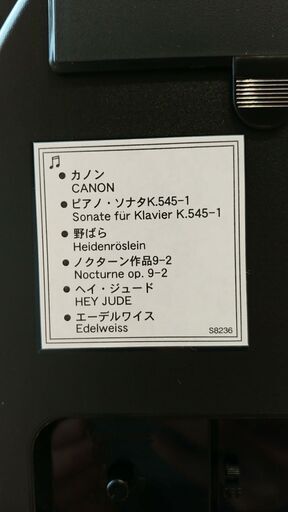 ● カノン
CANON
● ピアノ・ソナタK.545-1
Sonate für Klavier K.545-1
● 野ばら
Heidenröslein
● ノクターン作品9-2
Nocturne op. 9-2
● ヘイ・ジュード
HEY JUDE
● エーデルワイス
Edelweiss
S8236